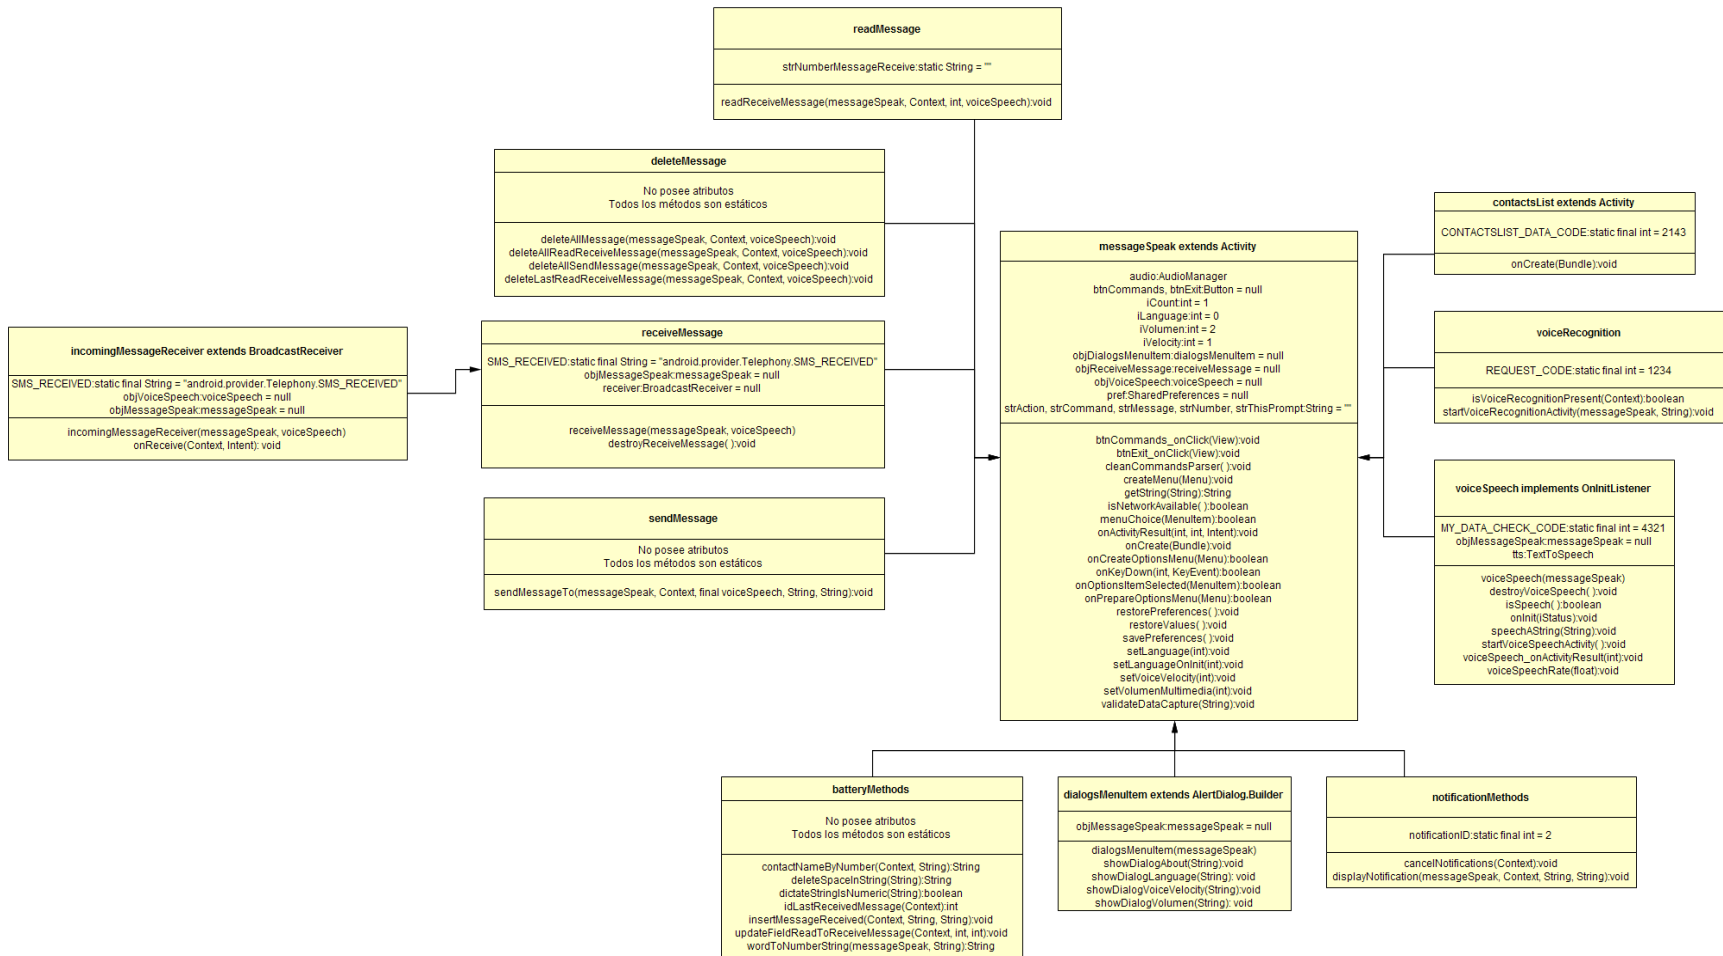 readMessage
strNumberMessageReceive:static String = ""
readReceiveMessage(messageSpeak, Context, int, voiceSpeech):void
deleteMessage
No posee atributos
Todos los métodos son estáticos
deleteAllMessage(messageSpeak, Context, voiceSpeech):void
deleteAllReadReceiveMessage(messageSpeak, Context, voiceSpeech):void
deleteAllSendMessage(messageSpeak, Context, voiceSpeech):void
deleteLastReadReceiveMessage(messageSpeak, Context, voiceSpeech):void
incomingMessageReceiver extends BroadcastReceiver
SMS_RECEIVED:static final String = "android.provider.Telephony.SMS_RECEIVED"
objVoiceSpeech:voiceSpeech = null
objMessageSpeak:messageSpeak = null
incomingMessageReceiver(messageSpeak, voiceSpeech)
onReceive(Context, Intent): void
receiveMessage
SMS_RECEIVED:static final String = "android.provider.Telephony.SMS_RECEIVED"
objMessageSpeak:messageSpeak = null
receiver:BroadcastReceiver = null
receiveMessage(messageSpeak, voiceSpeech)
destroyReceiveMessage( ):void
sendMessage
No posee atributos
Todos los métodos son estáticos
sendMessageTo(messageSpeak, Context, final voiceSpeech, String, String):void
messageSpeak extends Activity
audio:AudioManager
btnCommands, btnExit:Button = null
iCount:int = 1
iLanguage:int = 0
iVolumen:int = 2
iVelocity:int = 1
objDialogsMenuItem:dialogsMenuItem = null
objReceiveMessage:receiveMessage = null
objVoiceSpeech:voiceSpeech = null
pref:SharedPreferences = null
strAction, strCommand, strMessage, strNumber, strThisPrompt:String = ""
btnCommands_onClick(View):void
btnExit_onClick(View):void
cleanCommandsParser( ):void
createMenu(Menu):void
getString(String):String
isNetworkAvailable( ):boolean
menuChoice(MenuItem):boolean
onActivityResult(int, int, Intent):void
onCreate(Bundle):void
onCreateOptionsMenu(Menu):boolean
onKeyDown(int, KeyEvent):boolean
onOptionsItemSelected(MenuItem):boolean
onPrepareOptionsMenu(Menu):boolean
restorePreferences( ):void
restoreValues( ):void
savePreferences( ):void
setLanguage(int):void
setLanguageOnInit(int):void
setVoiceVelocity(int):void
setVolumenMultimedia(int):void
validateDataCapture(String):void
contactsList extends Activity
CONTACTSLIST_DATA_CODE:static final int = 2143
onCreate(Bundle):void
voiceRecognition
REQUEST_CODE:static final int = 1234
isVoiceRecognitionPresent(Context):boolean
startVoiceRecognitionActivity(messageSpeak, String):void
voiceSpeech implements OnInitListener
MY_DATA_CHECK_CODE:static final int = 4321
objMessageSpeak:messageSpeak = null
tts:TextToSpeech
voiceSpeech(messageSpeak)
destroyVoiceSpeech( ):void
isSpeech( ):boolean
onInit(iStatus):void
speechAString(String):void
startVoiceSpeechActivity( ):void
voiceSpeech_onActivityResult(int):void
voiceSpeechRate(float):void
batteryMethods
No posee atributos
Todos los métodos son estáticos
contactNameByNumber(Context, String):String
deleteSpaceInString(String):String
dictateStringIsNumeric(String):boolean
idLastReceivedMessage(Context):int
insertMessageReceived(Context, String, String):void
updateFieldReadToReceiveMessage(Context, int, int):void
wordToNumberString(messageSpeak, String):String
dialogsMenuItem extends AlertDialog.Builder
objMessageSpeak:messageSpeak = null
dialogsMenuItem(messageSpeak)
showDialogAbout(String):void
showDialogLanguage(String): void
showDialogVoiceVelocity(String):void
showDialogVolumen(String): void
notificationMethods
notificationID:static final int = 2
cancelNotifications(Context):void
displayNotification(messageSpeak, Context, String, String):void